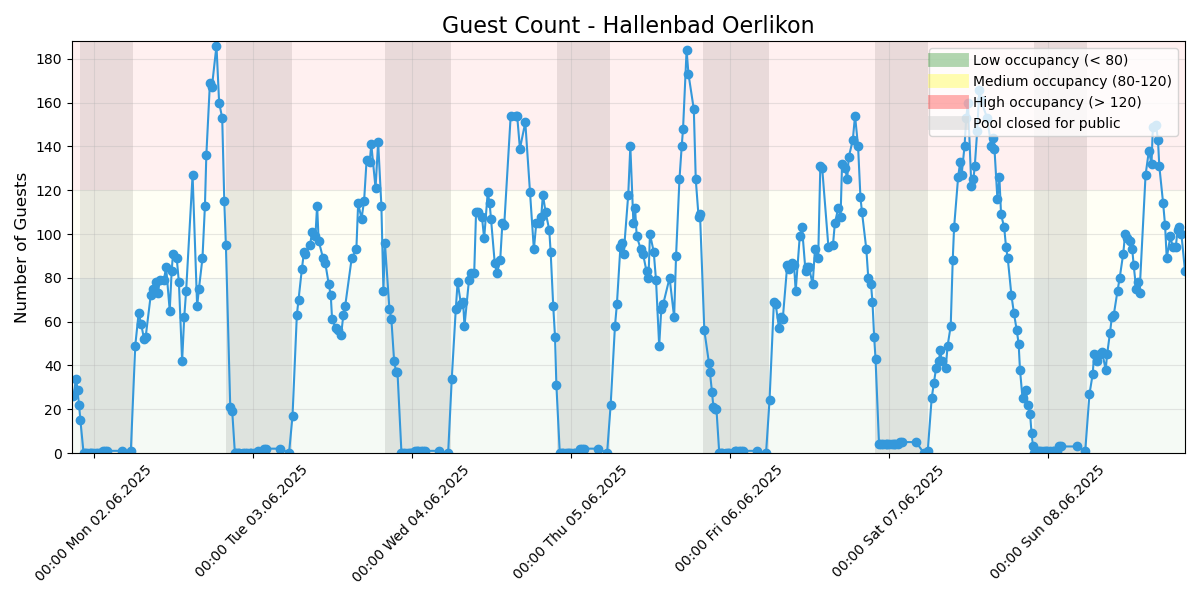 Guest Count - Hallenbad Oerlikon
Low occupancy (< 80)
Medium occupancy (80-120)
High occupancy (> 120)
Pool closed for public
Number of Guests
180
160
140
120
100
80
60
40
20
0
00:00 Mon 02.06.2025
00:00 Tue 03.06.2025
00:00 Wed 04.06.2025
00:00 Thu 05.06.2025
00:00 Fri 06.06.2025
00:00 Sat 07.06.2025
00:00 Sun 08.06.2025